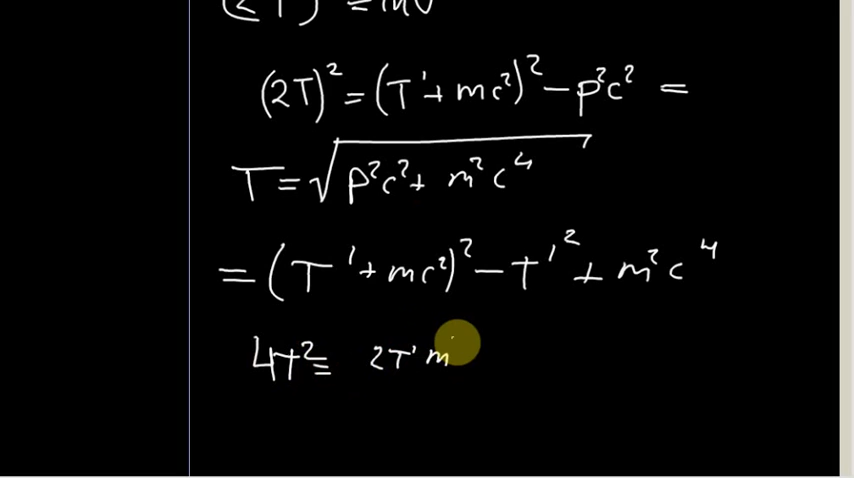 (2T)² = (T' + mc²)² − p²c² =
T = √(p²c² + m²c⁴)
= (T' + mc²)² − T'² + m²c⁴
4T² = 2T'm